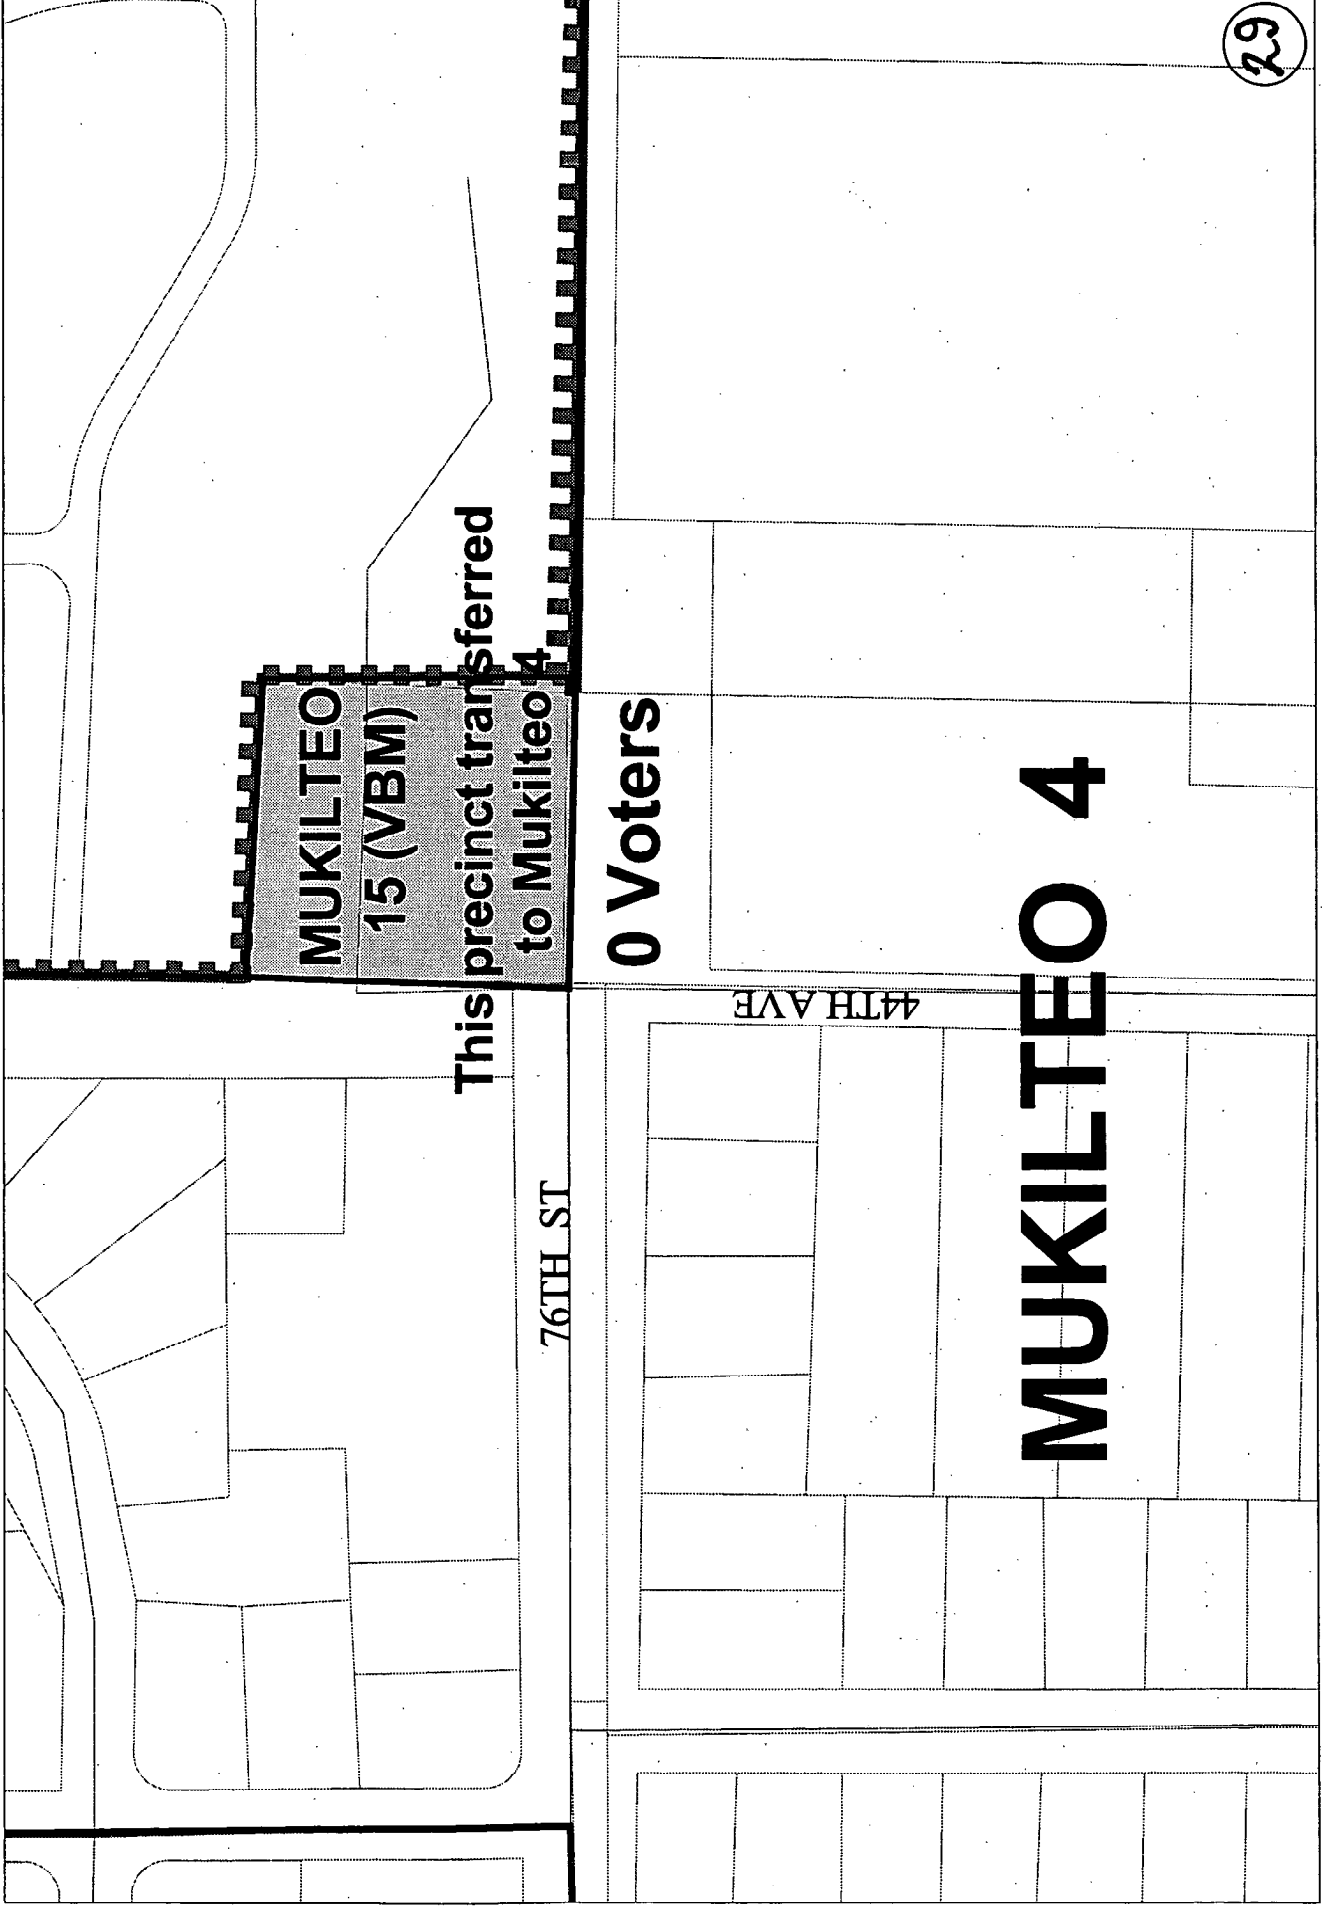 29
MUKILTEO
15 (VBM)
This precinct transferred
to Mukilteo 4
0 Voters
76TH ST
44TH AVE
MUKILTEO 4